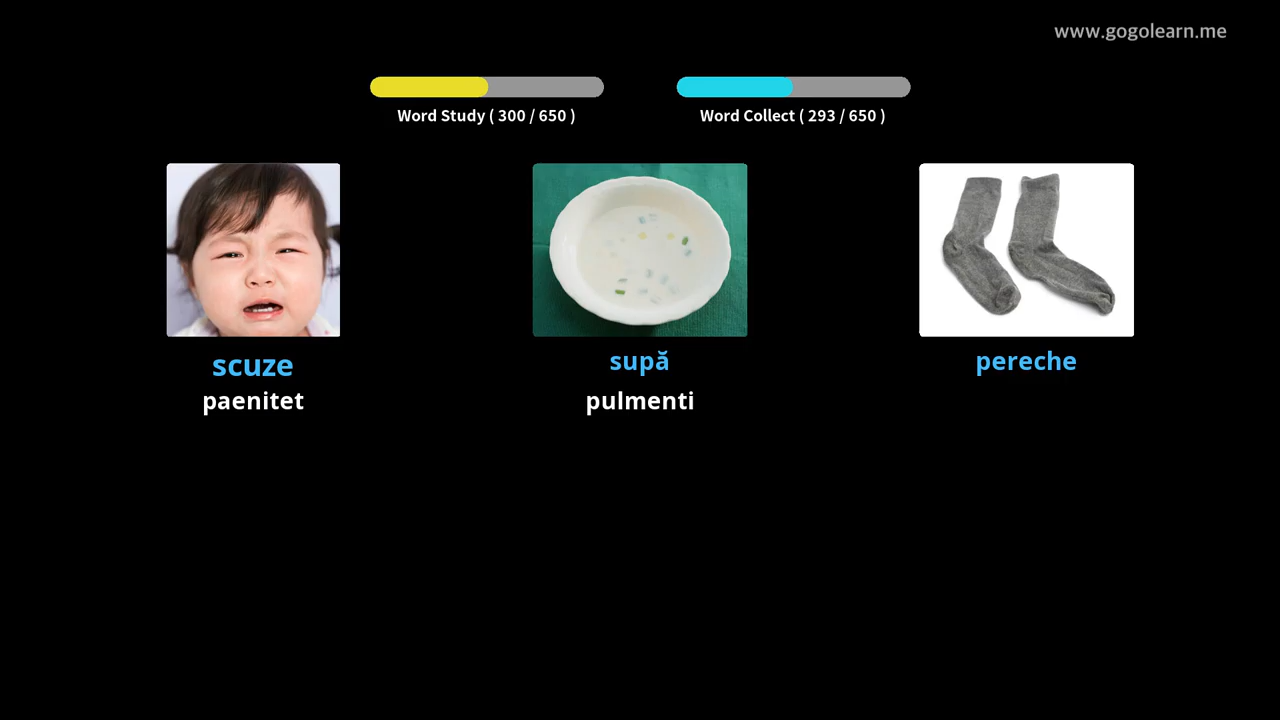 www.gogolearn.me
Word Study ( 300 / 650 )
Word Collect ( 293 / 650 )
scuze
paenitet
supă
pulmenti
pereche